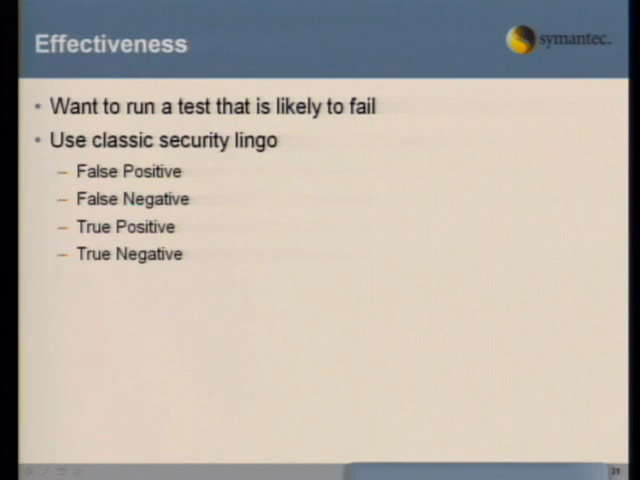 Effectiveness
symantec.
• Want to run a test that is likely to fail
• Use classic security lingo
– False Positive
– False Negative
– True Positive
– True Negative